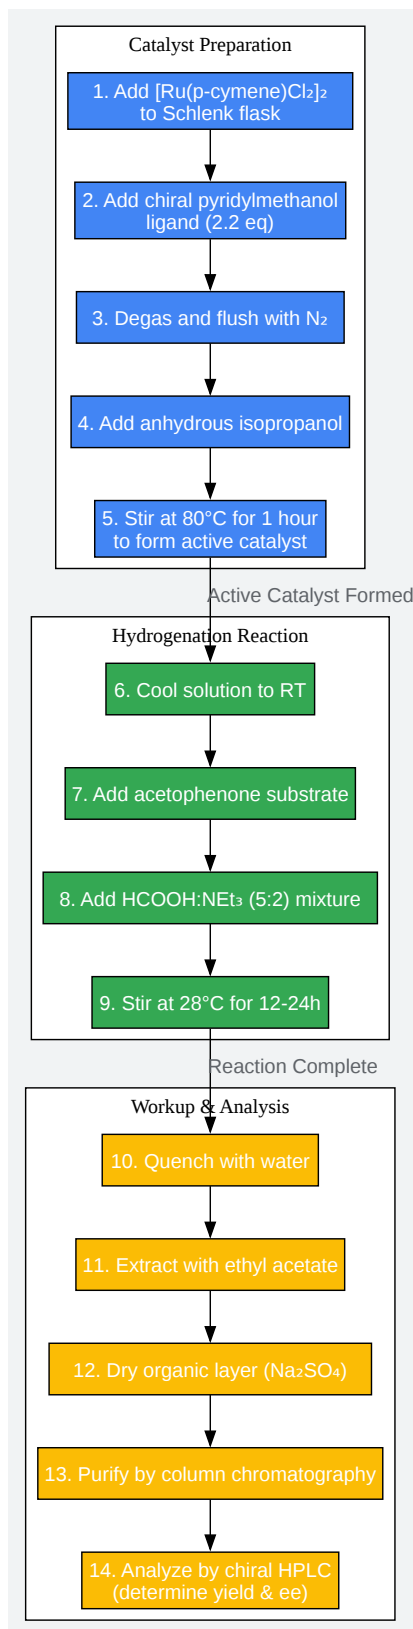 Catalyst Preparation
1. Add [Ru(p-cymene)Cl₂]₂
to Schlenk flask
2. Add chiral pyridylmethanol
ligand (2.2 eq)
3. Degas and flush with N₂
4. Add anhydrous isopropanol
5. Stir at 80°C for 1 hour
to form active catalyst
Active Catalyst Formed
Hydrogenation Reaction
6. Cool solution to RT
7. Add acetophenone substrate
8. Add HCOOH:NEt₃ (5:2) mixture
9. Stir at 28°C for 12-24h
Reaction Complete
Workup & Analysis
10. Quench with water
11. Extract with ethyl acetate
12. Dry organic layer (Na₂SO₄)
13. Purify by column chromatography
14. Analyze by chiral HPLC
(determine yield & ee)